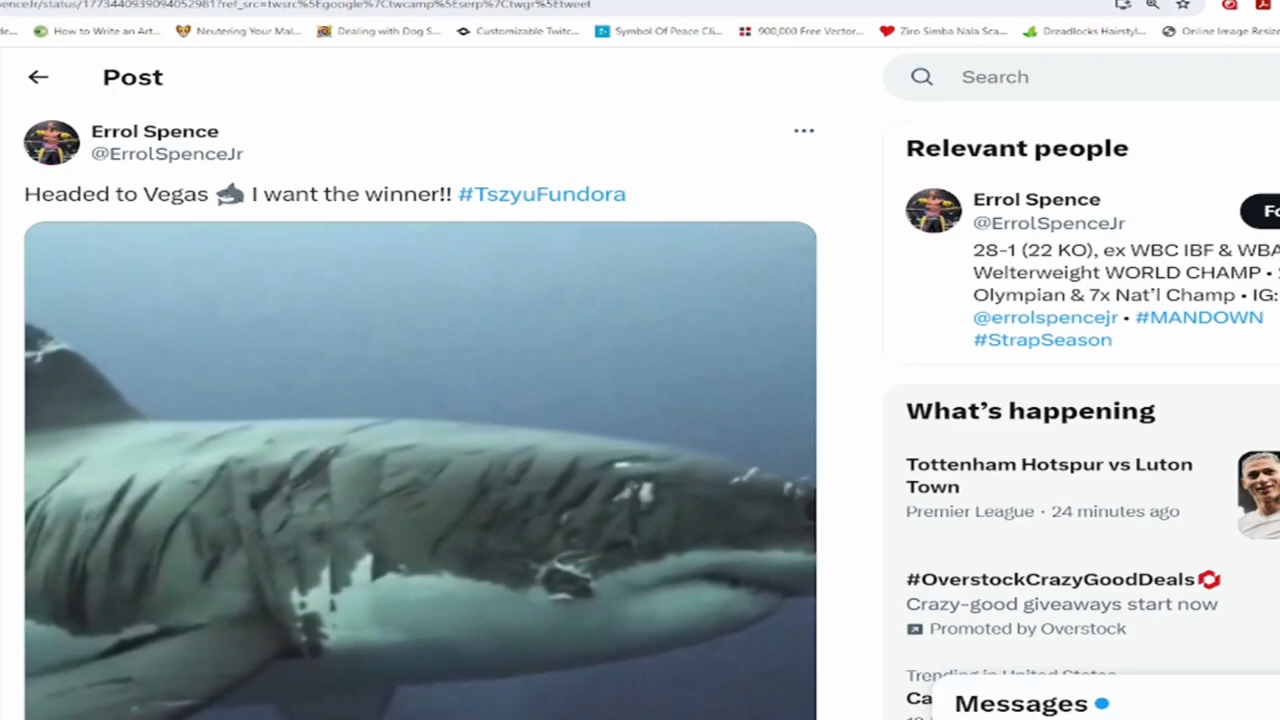 penceJr/status/1773440939094052981?ref_src=twsrc%5Egoogle%7Ctwcamp%5Eserp%7Ctwgr%5Etweet
de... How to Write an Art... Neutering Your Mal... Dealing with Dog S... Customizable Twitc... Symbol Of Peace Cli... 900,000 Free Vector... Ziro Simba Nala Sca... Dreadlocks Hairstyl... Online Image Resiz
Post
Search
Errol Spence
@ErrolSpenceJr
Headed to Vegas I want the winner!! #TszyuFundora
Relevant people
Errol Spence
@ErrolSpenceJr
Fo
28-1 (22 KO), ex WBC IBF & WBA
Welterweight WORLD CHAMP •
Olympian & 7x Nat'l Champ • IG:
@errolspencejr • #MANDOWN
#StrapSeason
What's happening
Tottenham Hotspur vs Luton
Town
Premier League · 24 minutes ago
#OverstockCrazyGoodDeals
Crazy-good giveaways start now
Promoted by Overstock
Trending in United States
Ca
Messages